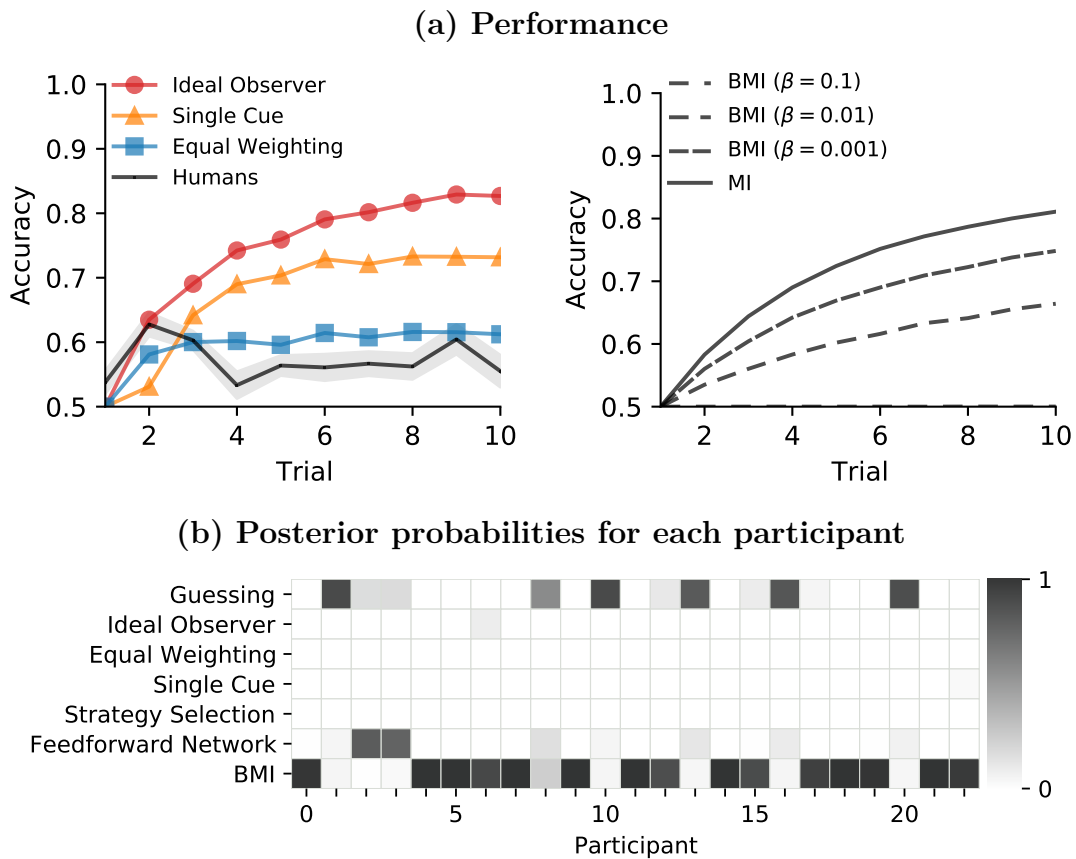 (a) Performance
Ideal Observer
Single Cue
Equal Weighting
Humans
1.0
0.9
0.8
0.7
0.6
0.5
Accuracy
2 4 6 8 10
Trial
BMI (β = 0.1)
BMI (β = 0.01)
BMI (β = 0.001)
MI
1.0
0.9
0.8
0.7
0.6
0.5
Accuracy
2 4 6 8 10
Trial
(b) Posterior probabilities for each participant
Guessing
Ideal Observer
Equal Weighting
Single Cue
Strategy Selection
Feedforward Network
BMI
0 5 10 15 20
Participant
1
0